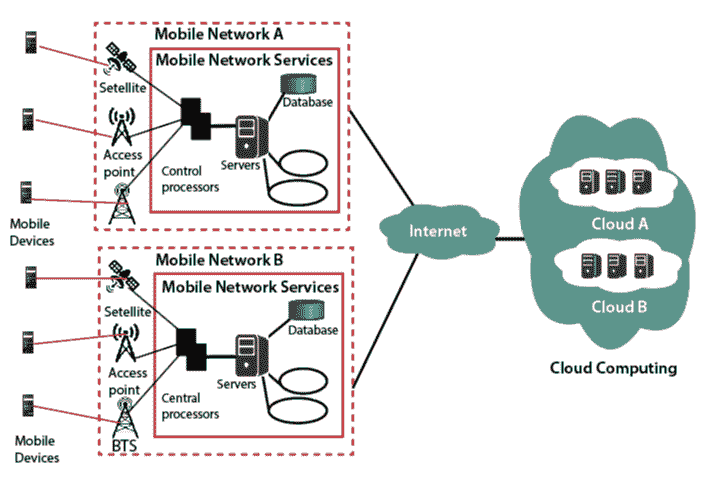 Mobile Network A
Mobile Network Services
Setellite
Database
Access
point
Control
processors
Servers
Mobile
Devices
Mobile Network B
Mobile Network Services
Setellite
Database
Access
point
Central
processors
Servers
BTS
Mobile
Devices
Internet
Cloud A
Cloud B
Cloud Computing